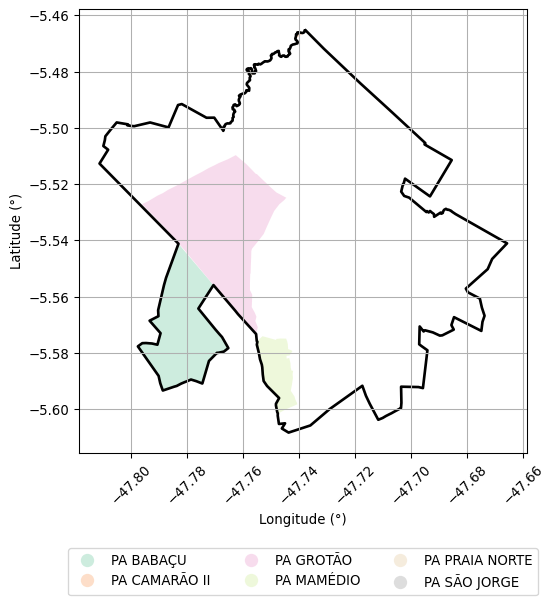 −5.46
−5.48
−5.50
−5.52
−5.54
−5.56
−5.58
−5.60
Latitude (°)
−47.80
−47.78
−47.76
−47.74
−47.72
−47.70
−47.68
−47.66
Longitude (°)
PA BABAÇU
PA CAMARÃO II
PA GROTÃO
PA MAMÉDIO
PA PRAIA NORTE
PA SÃO JORGE